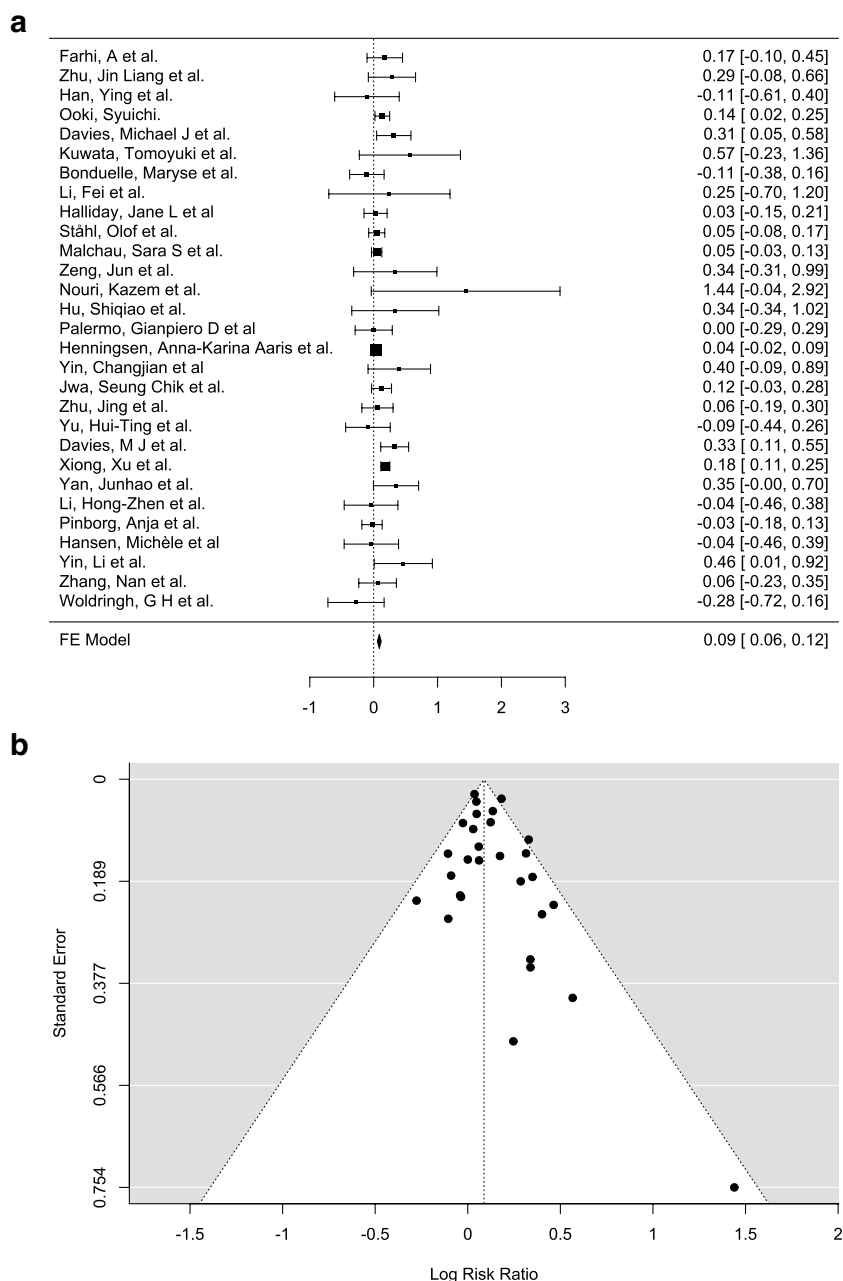 a
Farhi, A et al. 0.17 [-0.10, 0.45]
Zhu, Jin Liang et al. 0.29 [-0.08, 0.66]
Han, Ying et al. -0.11 [-0.61, 0.40]
Ooki, Syuichi. 0.14 [ 0.02, 0.25]
Davies, Michael J et al. 0.31 [ 0.05, 0.58]
Kuwata, Tomoyuki et al. 0.57 [-0.23, 1.36]
Bonduelle, Maryse et al. -0.11 [-0.38, 0.16]
Li, Fei et al. 0.25 [-0.70, 1.20]
Halliday, Jane L et al 0.03 [-0.15, 0.21]
Ståhl, Olof et al. 0.05 [-0.08, 0.17]
Malchau, Sara S et al. 0.05 [-0.03, 0.13]
Zeng, Jun et al. 0.34 [-0.31, 0.99]
Nouri, Kazem et al. 1.44 [-0.04, 2.92]
Hu, Shiqiao et al. 0.34 [-0.34, 1.02]
Palermo, Gianpiero D et al 0.00 [-0.29, 0.29]
Henningsen, Anna-Karina Aaris et al. 0.04 [-0.02, 0.09]
Yin, Changjian et al 0.40 [-0.09, 0.89]
Jwa, Seung Chik et al. 0.12 [-0.03, 0.28]
Zhu, Jing et al. 0.06 [-0.19, 0.30]
Yu, Hui-Ting et al. -0.09 [-0.44, 0.26]
Davies, M J et al. 0.33 [ 0.11, 0.55]
Xiong, Xu et al. 0.18 [ 0.11, 0.25]
Yan, Junhao et al. 0.35 [-0.00, 0.70]
Li, Hong-Zhen et al. -0.04 [-0.46, 0.38]
Pinborg, Anja et al. -0.03 [-0.18, 0.13]
Hansen, Michèle et al -0.04 [-0.46, 0.39]
Yin, Li et al. 0.46 [ 0.01, 0.92]
Zhang, Nan et al. 0.06 [-0.23, 0.35]
Woldringh, G H et al. -0.28 [-0.72, 0.16]
FE Model 0.09 [ 0.06, 0.12]
-1 0 1 2 3
b
Standard Error
0
0.189
0.377
0.566
0.754
-1.5 -1 -0.5 0 0.5 1 1.5 2
Log Risk Ratio